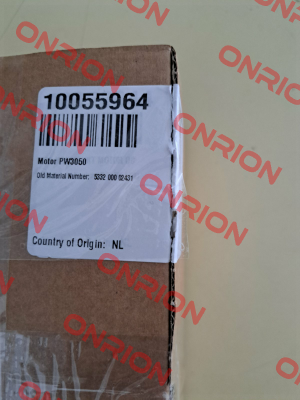 ONRION
10055964
Motor PW3050
Old Material Number: 5332 000 02431
Country of Origin: NL
ONRION
ONRION
ONRION
ONRION
ONRION
ONRION